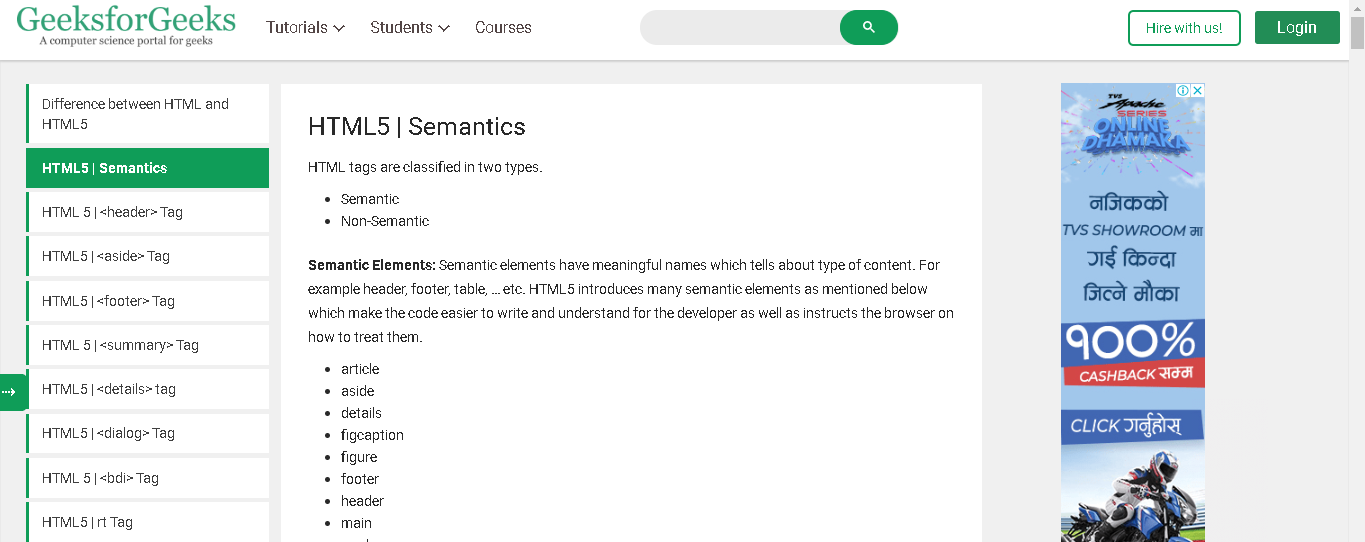 GeeksforGeeks
A computer science portal for geeks
Tutorials
Students
Courses
Hire with us!
Login
Difference between HTML and
HTML5
HTML5 | Semantics
HTML 5 | <header> Tag
HTML5 | <aside> Tag
HTML5 | <footer> Tag
HTML 5 | <summary> Tag
HTML5 | <details> tag
HTML5 | <dialog> Tag
HTML 5 | <bdi> Tag
HTML5 | rt Tag
HTML5 | Semantics
HTML tags are classified in two types.
Semantic
Non-Semantic
Semantic Elements: Semantic elements have meaningful names which tells about type of content. For
example header, footer, table, ... etc. HTML5 introduces many semantic elements as mentioned below
which make the code easier to write and understand for the developer as well as instructs the browser on
how to treat them.
article
aside
details
figcaption
figure
footer
header
main
TVS
Apache
SERIES
ONLINE
DHAMAKA
नजिकको
TVS SHOWROOM मा
गई किन्दा
जित्ने मौका
१००%
CASHBACK सम्म
CLICK गर्नुहोस्